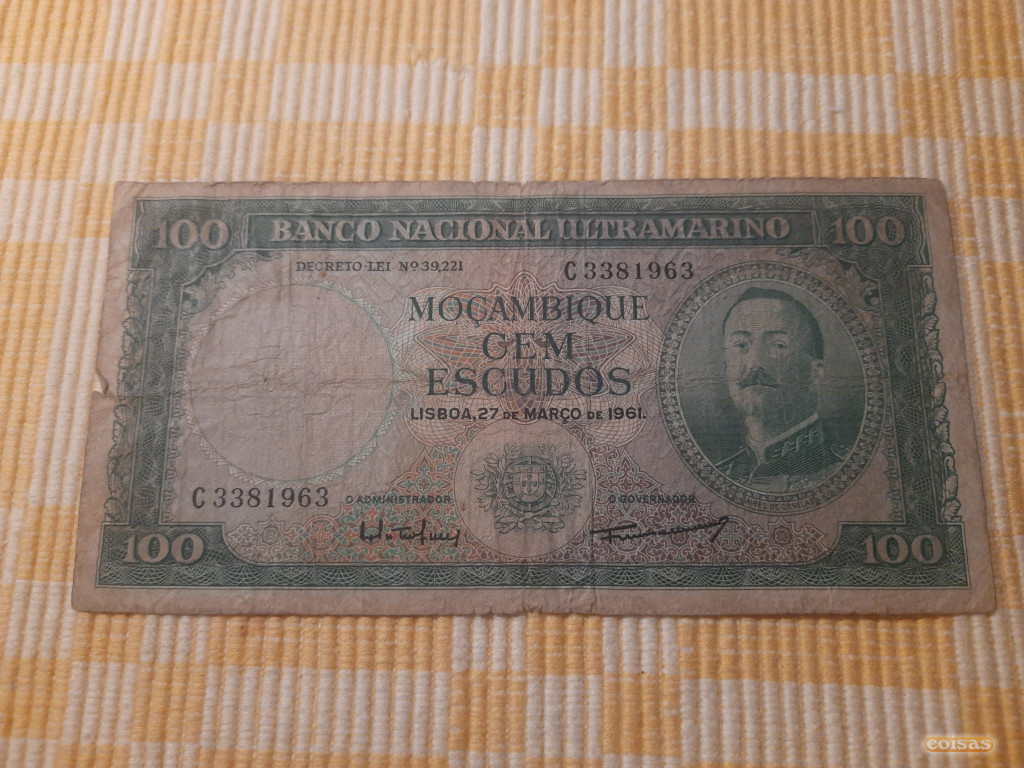 100 BANCO NACIONAL ULTRAMARINO 100
DECRETO-LEI Nº 39,221
C 3381963
MOÇAMBIQUE
CEM
ESCUDOS
LISBOA, 27 DE MARÇO DE 1961.
C 3381963
O ADMINISTRADOR
O GOVERNADOR
100
100
coisas